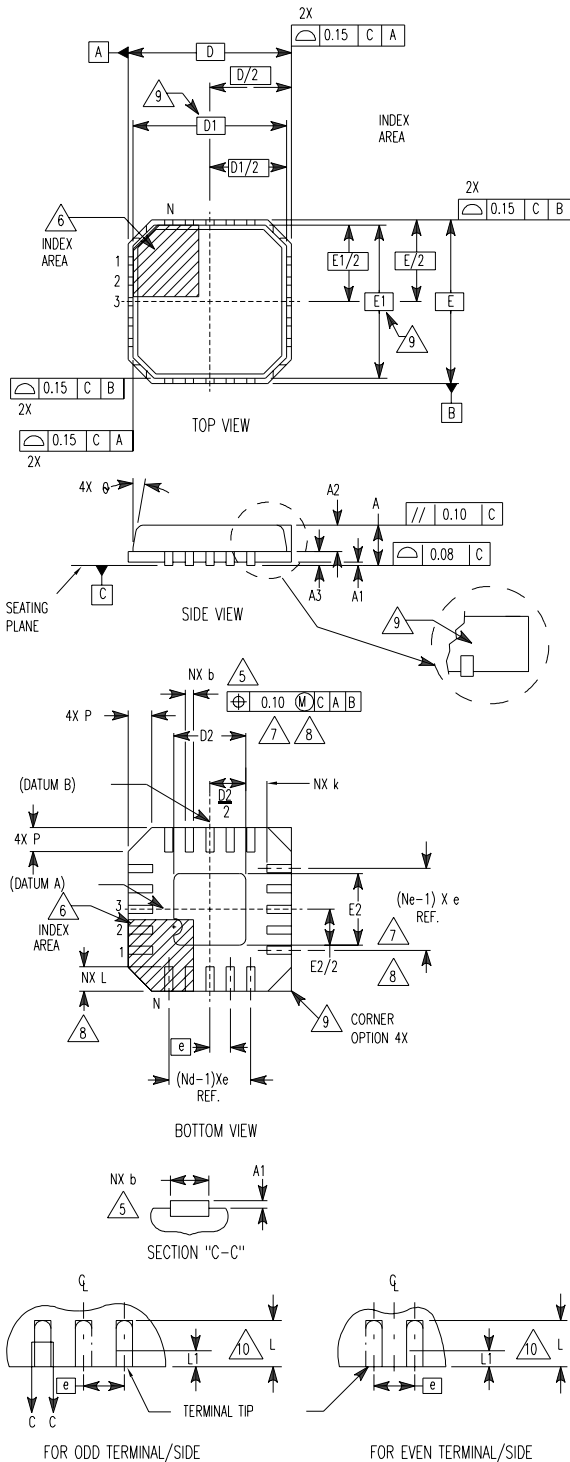 2X
0.15 C A
A
D
D/2
9
D1
INDEX
AREA
D1/2
2X
0.15 C B
6
INDEX
AREA
N
1
2
3
E1/2
E/2
E1
E
9
0.15 C B
2X
B
TOP VIEW
0.15 C A
2X
4X θ
A2
A
// 0.10 C
0.08 C
C
A3
A1
SEATING
PLANE
SIDE VIEW
9
NX b
5
0.10 M C A B
4X P
D2
7
8
(DATUM B)
D2
2
NX k
4X P
(DATUM A)
6
INDEX
AREA
3
2
1
E2
(Ne-1) X e
REF.
7
E2/2
8
NX L
8
N
9
CORNER
OPTION 4X
e
(Nd-1)Xe
REF.
BOTTOM VIEW
NX b
A1
5
SECTION "C-C"
CL
CL
L
L1
10
L
L1
10
e
e
C C
TERMINAL TIP
FOR ODD TERMINAL/SIDE
FOR EVEN TERMINAL/SIDE